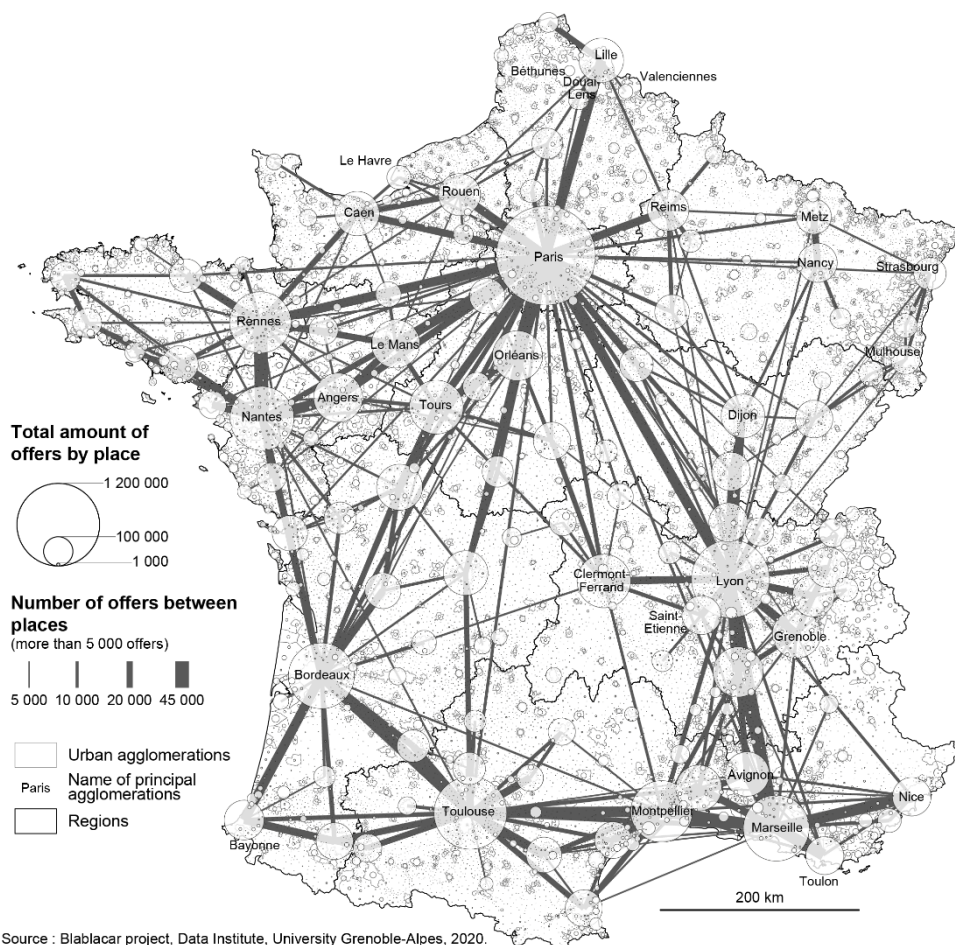 Lille
Béthunes
Douai-
Lens
Valenciennes
Le Havre
Rouen
Caen
Reims
Metz
Paris
Nancy
Strasbourg
Rennes
Le Mans
Orléans
Mulhouse
Angers
Tours
Nantes
Dijon
Total amount of
offers by place
1 200 000
100 000
1 000
Number of offers between
places
(more than 5 000 offers)
5 000 10 000 20 000 45 000
Clermont-
Ferrand
Lyon
Saint-
Etienne
Grenoble
Bordeaux
Urban agglomerations
Paris
Name of principal
agglomerations
Regions
Avignon
Nice
Toulouse
Montpellier
Marseille
Bayonne
Toulon
200 km
Source : Blablacar project, Data Institute, University Grenoble-Alpes, 2020.